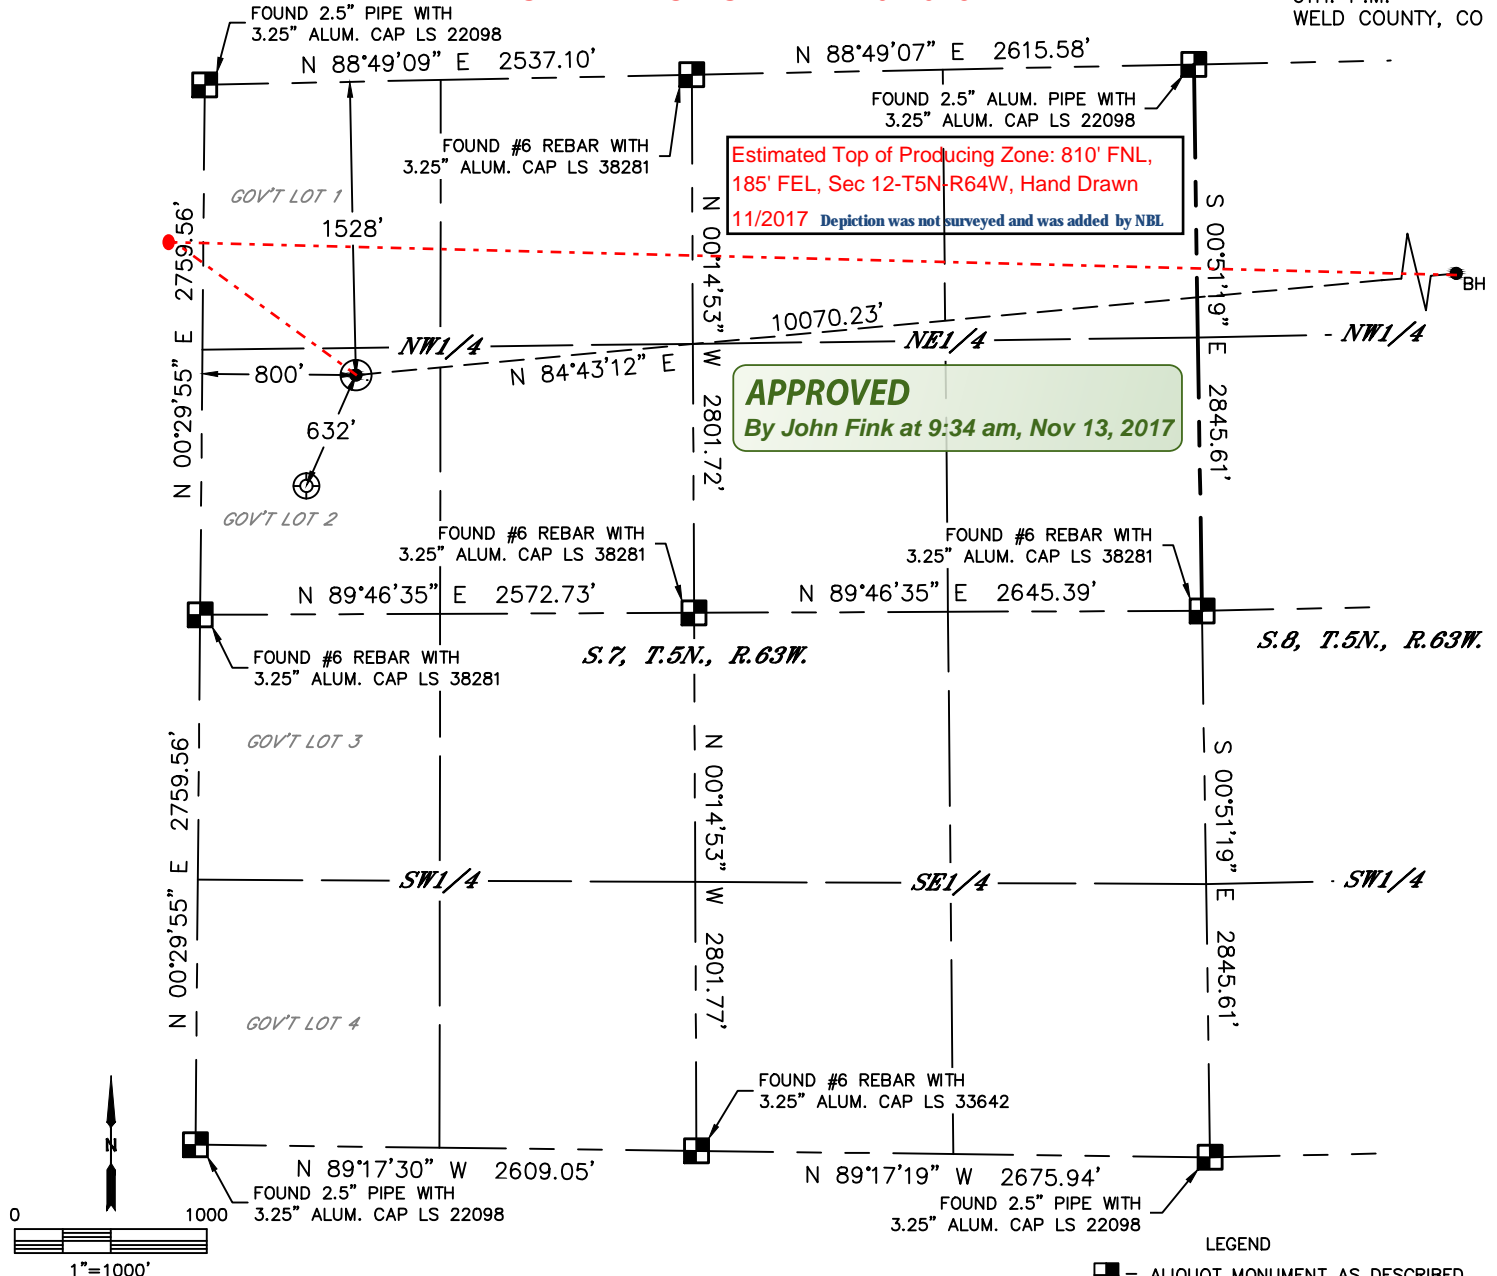 WELD COUNTY, CO
FOUND 2.5" PIPE WITH
3.25" ALUM. CAP LS 22098
N 88°49'09" E 2537.10'
N 88°49'07" E 2615.58'
FOUND 2.5" ALUM. PIPE WITH
3.25" ALUM. CAP LS 22098
FOUND #6 REBAR WITH
3.25" ALUM. CAP LS 38281
Estimated Top of Producing Zone: 810' FNL,
185' FEL, Sec 12-T5N-R64W, Hand Drawn
11/2017 Depiction was not surveyed and was added by NBL
GOV'T LOT 1
1528'
N 00°29'55" E 2759.56'
N 00°14'53" W 2801.72'
S 00°51'19" E 2845.61'
BH
10070.23'
N 84°43'12" E
NW1/4
NE1/4
NW1/4
800'
632'
APPROVED
By John Fink at 9:34 am, Nov 13, 2017
GOV'T LOT 2
FOUND #6 REBAR WITH
3.25" ALUM. CAP LS 38281
FOUND #6 REBAR WITH
3.25" ALUM. CAP LS 38281
N 89°46'35" E 2572.73'
N 89°46'35" E 2645.39'
S.7, T.5N., R.63W.
S.8, T.5N., R.63W.
FOUND #6 REBAR WITH
3.25" ALUM. CAP LS 38281
GOV'T LOT 3
N 00°29'55" E 2759.56'
N 00°14'53" W 2801.77'
S 00°51'19" E 2845.61'
SW1/4
SE1/4
SW1/4
GOV'T LOT 4
FOUND #6 REBAR WITH
3.25" ALUM. CAP LS 33642
N
N 89°17'30" W 2609.05'
N 89°17'19" W 2675.94'
FOUND 2.5" PIPE WITH
3.25" ALUM. CAP LS 22098
FOUND 2.5" PIPE WITH
3.25" ALUM. CAP LS 22098
0 1000
1"=1000'
LEGEND
= ALIQUOT MONUMENT AS DESCRIBED